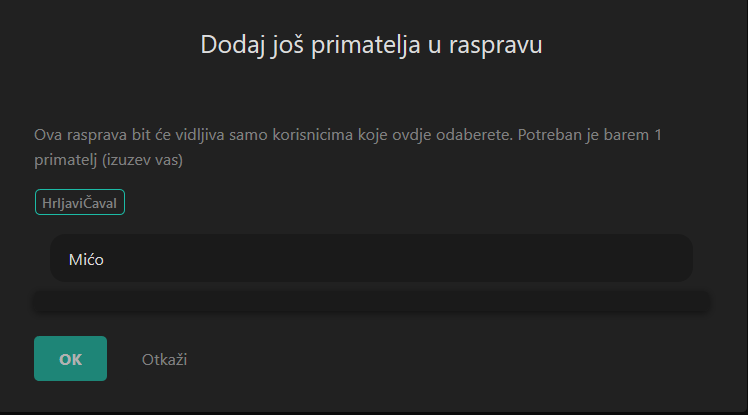 Dodaj još primatelja u raspravu
Ova rasprava bit će vidljiva samo korisnicima koje ovdje odaberete. Potreban je barem 1
primatelj (izuzev vas)
HrljaviČaval
Mićo
OK
Otkaži